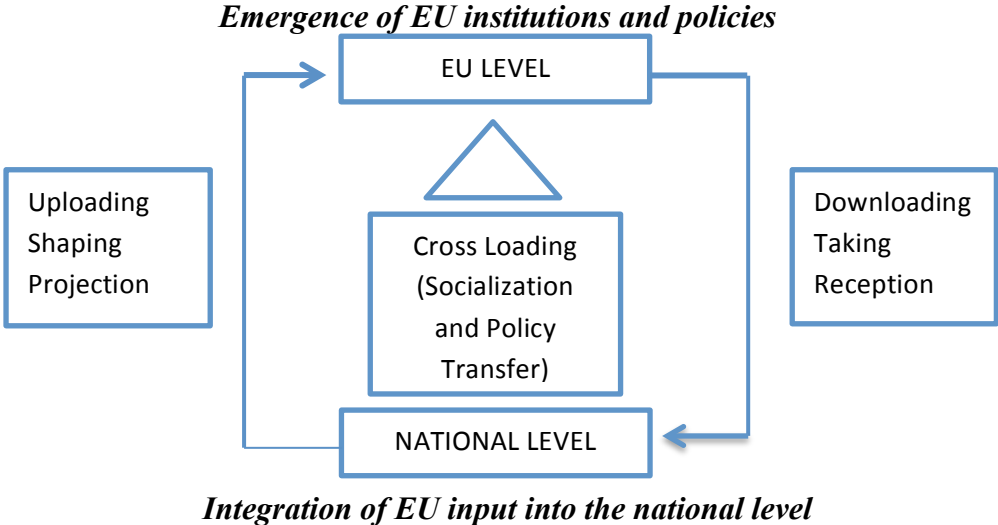 Emergence of EU institutions and policies
EU LEVEL
Uploading
Shaping
Projection
Cross Loading
(Socialization
and Policy
Transfer)
Downloading
Taking
Reception
NATIONAL LEVEL
Integration of EU input into the national level